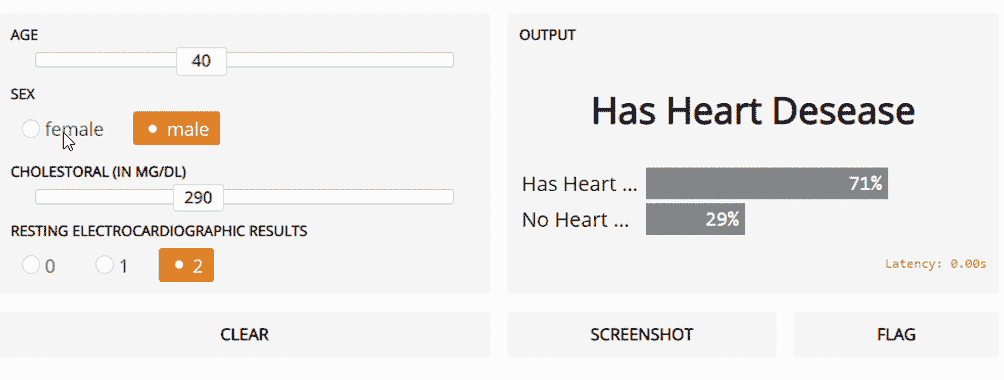 AGE
40
SEX
female male
CHOLESTORAL (IN MG/DL)
290
RESTING ELECTROCARDIOGRAPHIC RESULTS
0 1 2
CLEAR
OUTPUT
Has Heart Desease
Has Heart ... 71%
No Heart ... 29%
Latency: 0.00s
SCREENSHOT FLAG